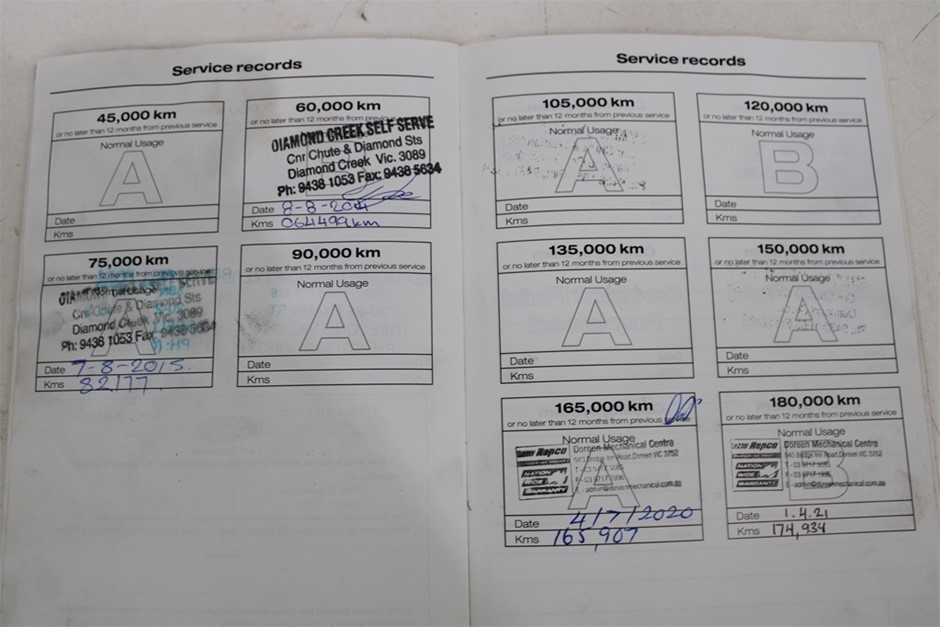 Service records
45,000 km
or no later than 12 months from previous service
Normal Usage
A
Date
Kms
60,000 km
or no later than 12 months from previous
DIAMOND CREEK SELF SERVE
Cnr Chute & Diamond Sts
Diamond Creek Vic. 3089
Ph: 9438 1053 Fax: 9438 5634
Date 8-8-2014
Kms 064499km
75,000 km
or no later than 12 months from previous service
Normal Usage
Cnr Chute & Diamond Sts
Diamond Creek Vic. 3089
Ph: 9438 1053 Fax: 9438 5634
A
Date 7-8-2015.
Kms 82177
90,000 km
or no later than 12 months from previous service
Normal Usage
A
Date
Kms
Service records
105,000 km
or no later than 12 months from previous service
Normal Usage
A
Date
Kms
120,000 km
or no later than 12 months from previous service
Normal Usage
B
Date
Kms
135,000 km
or no later than 12 months from previous service
Normal Usage
A
Date
Kms
150,000 km
or no later than 12 months from previous service
Normal Usage
A
Date
Kms
165,000 km
or no later than 12 months from previous service
Normal Usage
Repco
Doreen Mechanical Centre
NATION
WIDE
WARRANTY
A
Date 4/7/2020
Kms 165,907
180,000 km
or no later than 12 months from previous service
Normal Usage
Repco
Doreen Mechanical Centre
NATION
WIDE
WARRANTY
B
Date 1.4.21
Kms 174,934